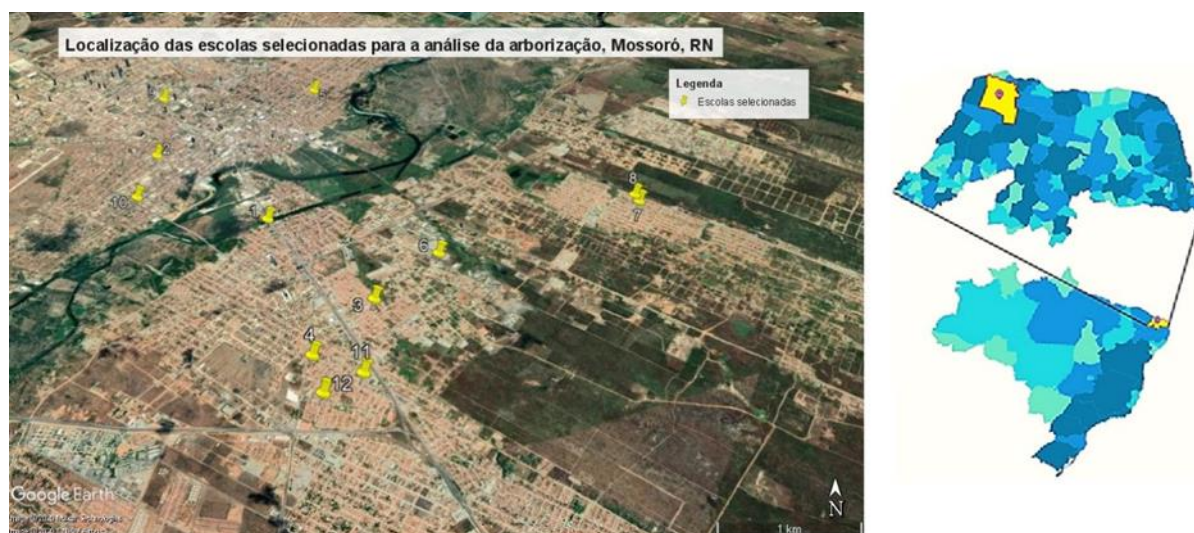 Localização das escolas selecionadas para a análise da arborização, Mossoró, RN
Legenda
Escolas selecionadas
2
10
1
8
7
6
3
4
11
12
Google Earth
N
1 km